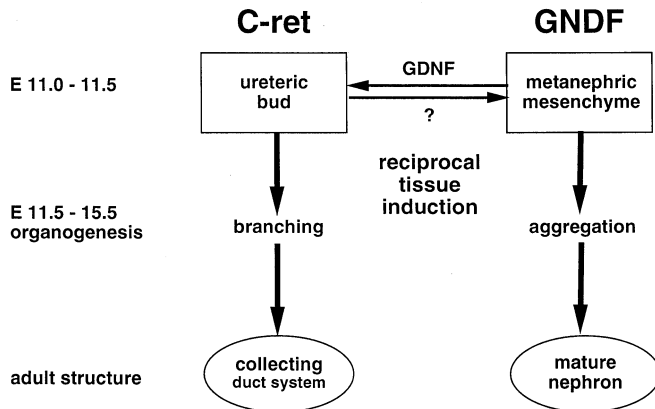 C-ret
GNDF
E 11.0 - 11.5
ureteric
bud
GDNF
?
metanephric
mesenchyme
reciprocal
tissue
induction
E 11.5 - 15.5
organogenesis
branching
aggregation
adult structure
collecting
duct system
mature
nephron